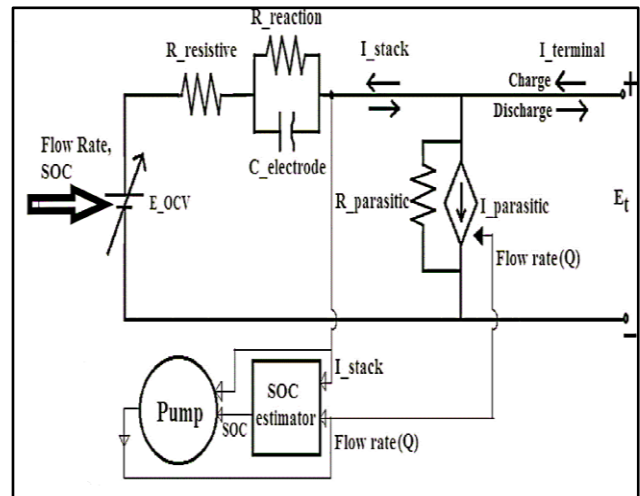 R_reaction
R_resistive
I_stack
I_terminal
Charge
Discharge
+
Flow Rate,
SOC
C_electrode
E_OCV
R_parasitic
I_parasitic
E_t
Flow rate(Q)
-
I_stack
Pump
SOC
SOC
estimator
Flow rate(Q)